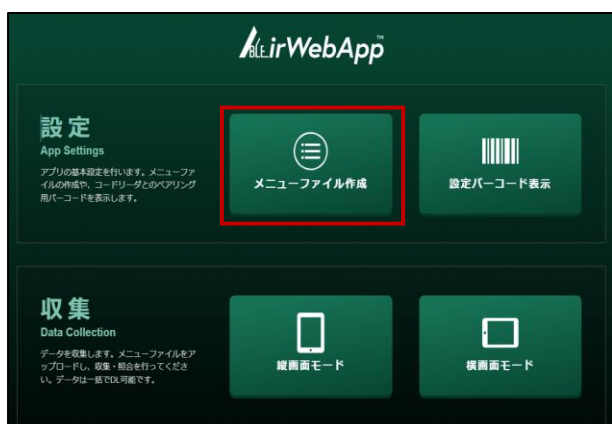 BLE.irWebApp™
設定
App Settings
アプリの基本設定を行います。メニューファ
イルの作成や、コードリーダとのペアリング
用バーコードを表示します。
メニューファイル作成
設定バーコード表示
収集
Data Collection
データを収集します。メニューファイルをア
ップロードし、収集・照合を行ってくださ
い。データは一括でDL可能です。
縦画面モード
横画面モード